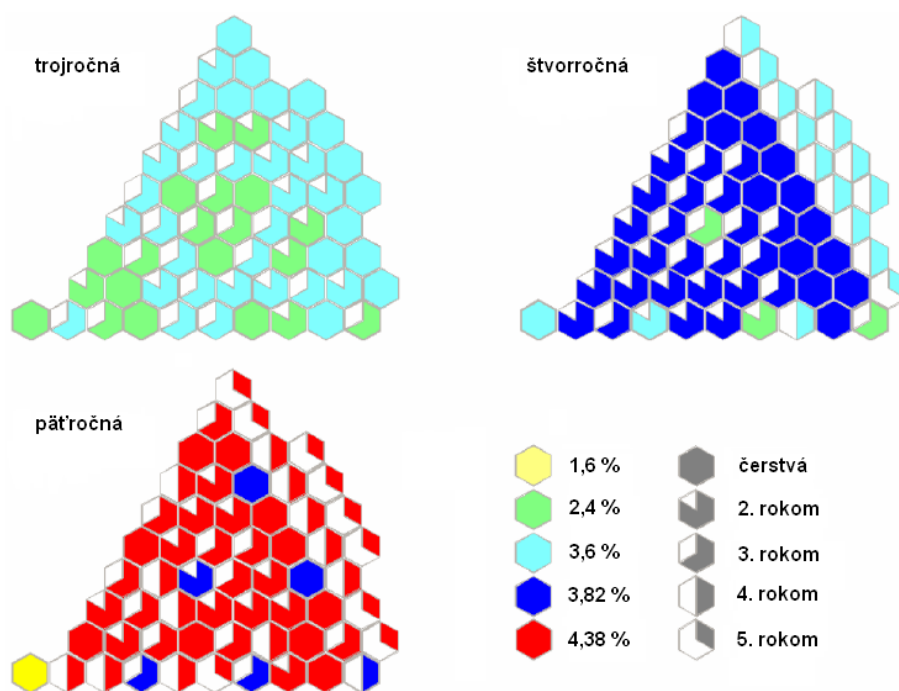 trojročná
štvorročná
päťročná
1,6 %
čerstvá
2,4 %
2. rokom
3,6 %
3. rokom
3,82 %
4. rokom
4,38 %
5. rokom